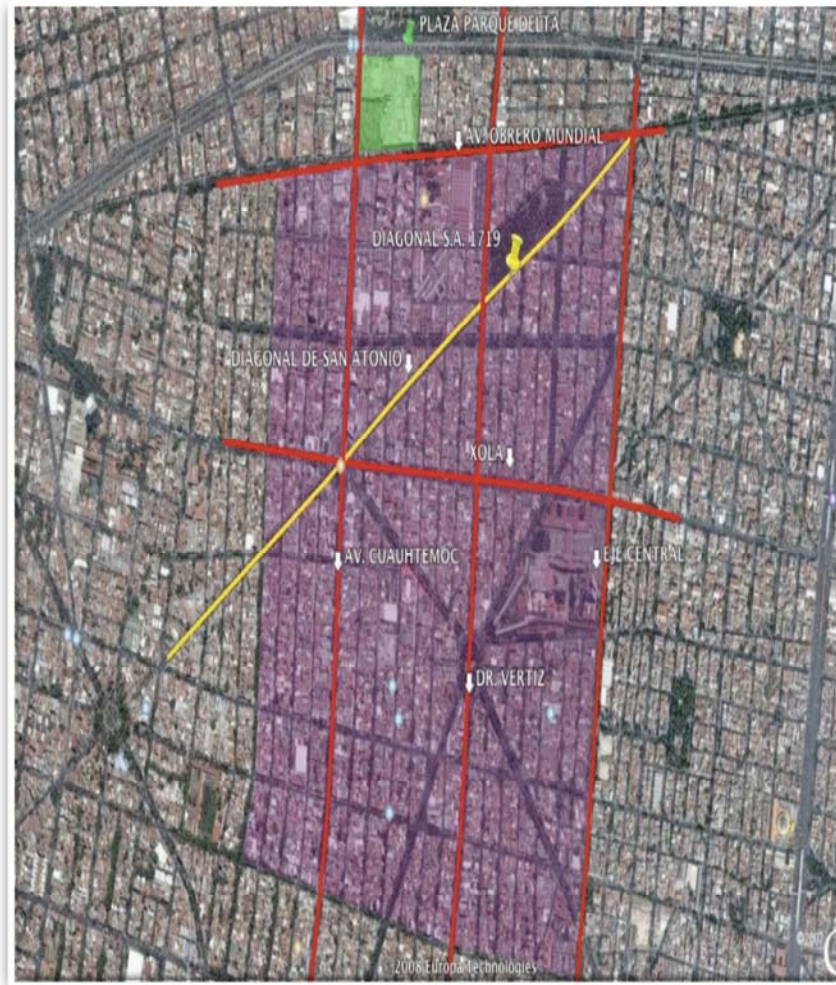 PLAZA PARQUE DELTA
AV. OBRERO MUNDIAL
DIAGONAL S.A. 1719
DIAGONAL DE SAN ATONIO
XOLA
AV. CUAUHTEMOC
EJE CENTRAL
DR. VERTIZ
2008 Europa Technologies